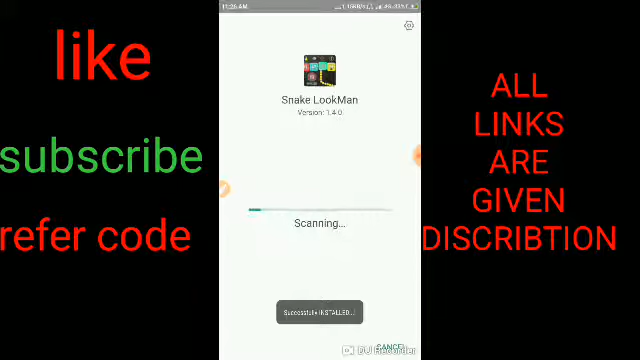 like
subscribe
refer code
11:26 AM
Snake LookMan
Version: 1.4.0
Scanning...
Successfully INSTALLED...
CANCEL
DU Recorder
ALL
LINKS
ARE
GIVEN
DISCRIBTION